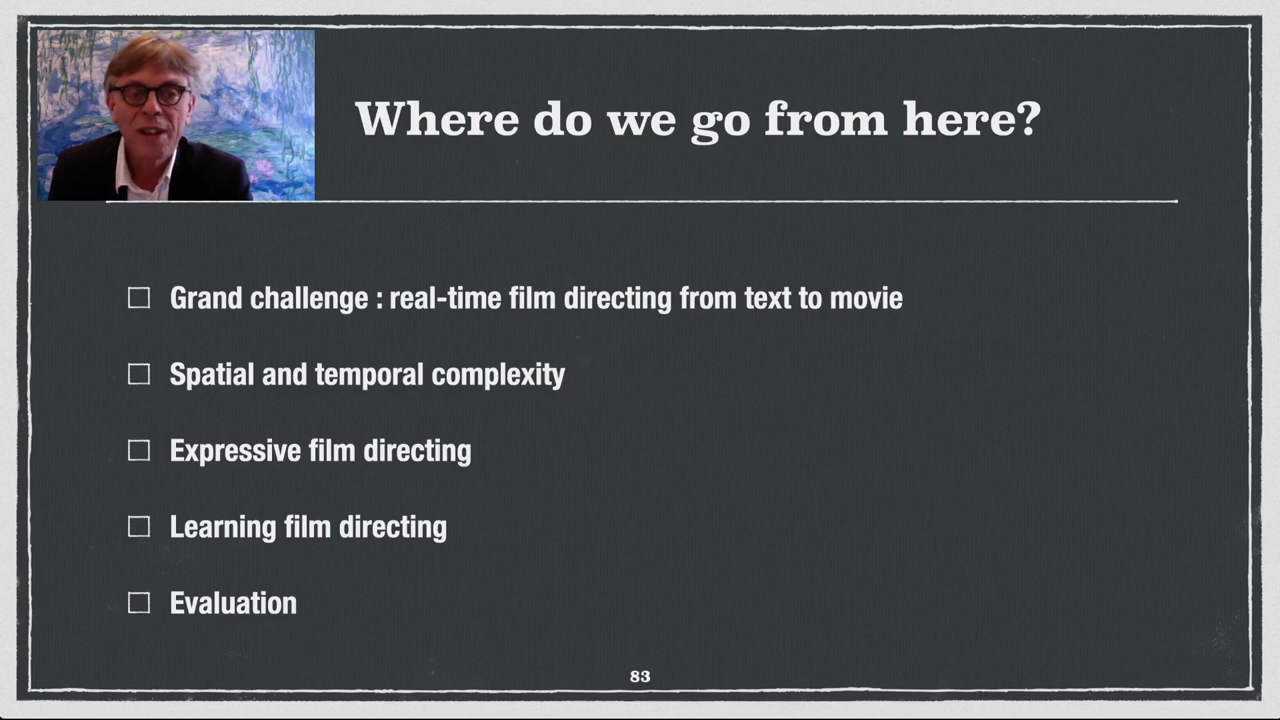 Where do we go from here?
Grand challenge : real-time film directing from text to movie
Spatial and temporal complexity
Expressive film directing
Learning film directing
Evaluation
83